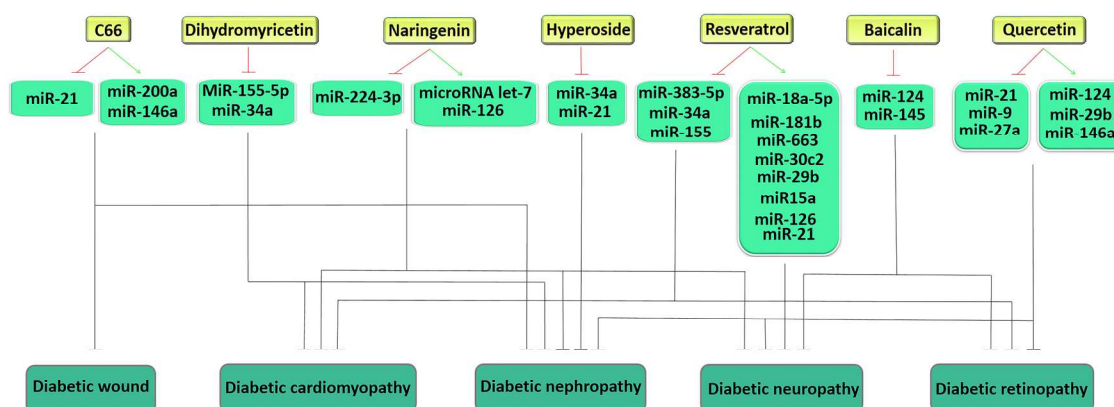 C66
Dihydromyricetin
Naringenin
Hyperoside
Resveratrol
Baicalin
Quercetin
miR-21
miR-200a
miR-146a
MiR-155-5p
miR-34a
miR-224-3p
microRNA let-7
miR-126
miR-34a
miR-21
miR-383-5p
miR-34a
miR-155
miR-18a-5p
miR-181b
miR-663
miR-30c2
miR-29b
miR15a
miR-126
miR-21
miR-124
miR-145
miR-21
miR-9
miR-27a
miR-124
miR-29b
miR-146a
Diabetic wound
Diabetic cardiomyopathy
Diabetic nephropathy
Diabetic neuropathy
Diabetic retinopathy